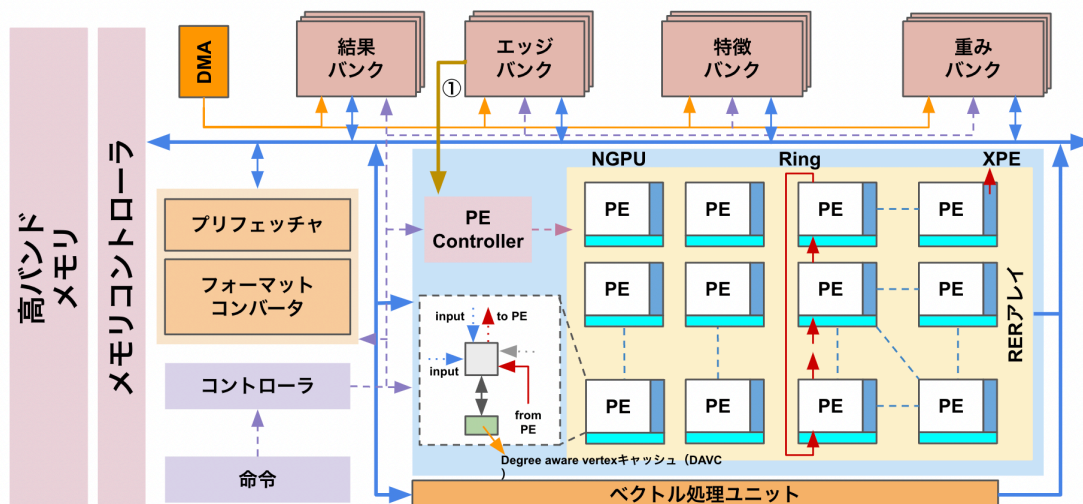 高バンド
メモリ
メモリコントローラ
DMA
結果
バンク
エッジ
バンク
特徴
バンク
重み
バンク
①
プリフェッチャ
フォーマット
コンバータ
コントローラ
命令
NGPU
Ring
XPE
PE
Controller
PE
PE
PE
PE
PE
PE
PE
PE
PE
PE
PE
PE
RERアレイ
input
to PE
input
from
PE
Degree aware vertexキャッシュ（DAVC
）
ベクトル処理ユニット